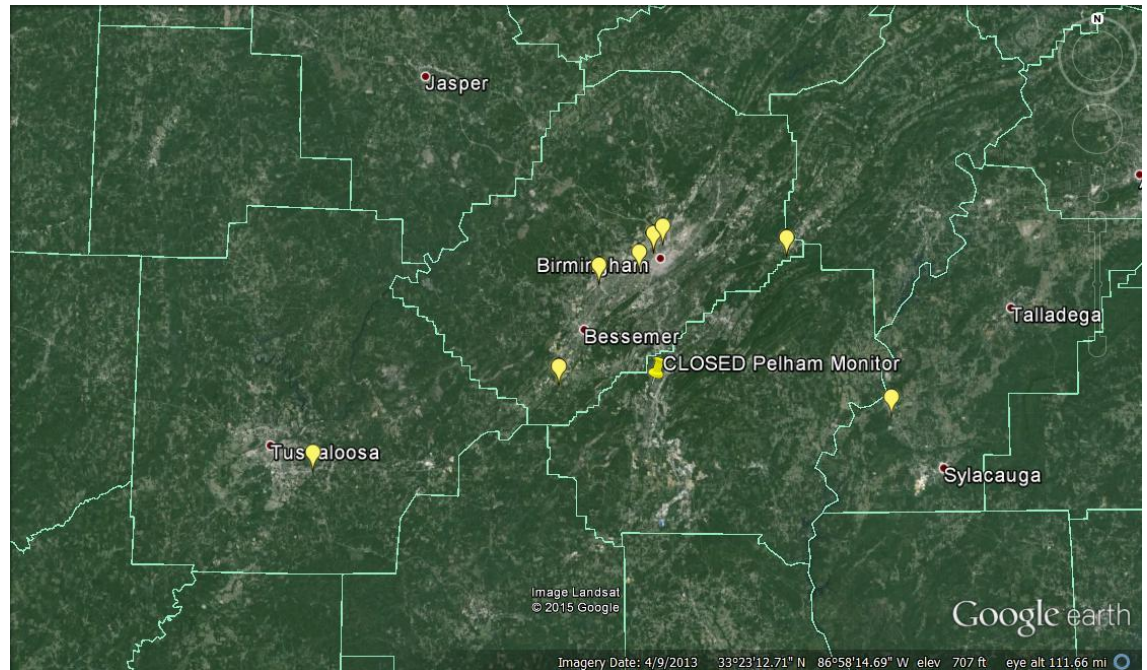 N
Jasper
Birmingham
Talladega
Bessemer
CLOSED Pelham Monitor
Tuscaloosa
Sylacauga
Image Landsat
© 2015 Google
Google earth
Imagery Date: 4/9/2013 33°23'12.71" N 86°58'14.69" W elev 707 ft eye alt 111.66 mi